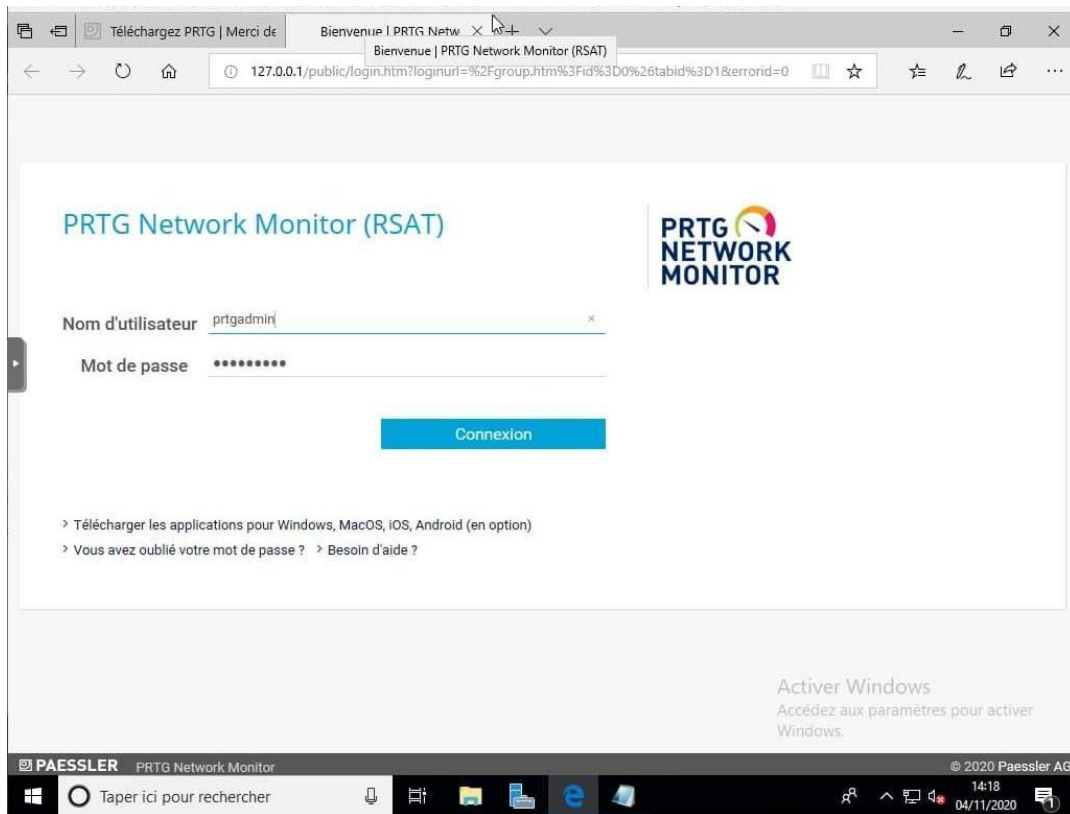 Téléchargez PRTG | Merci de
Bienvenue | PRTG Netw
Bienvenue | PRTG Network Monitor (RSAT)
127.0.0.1/public/login.htm?loginurl=%2Fgroup.htm%3Fid%3D0%26tabid%3D1&errorid=0
PRTG Network Monitor (RSAT)
PRTG
NETWORK
MONITOR
Nom d'utilisateur prtgadmin
Mot de passe •••••••••
Connexion
> Télécharger les applications pour Windows, MacOS, iOS, Android (en option)
> Vous avez oublié votre mot de passe ? > Besoin d'aide ?
Activer Windows
Accédez aux paramètres pour activer
Windows.
PAESSLER PRTG Network Monitor © 2020 Paessler AG
Taper ici pour rechercher
14:18
04/11/2020
1